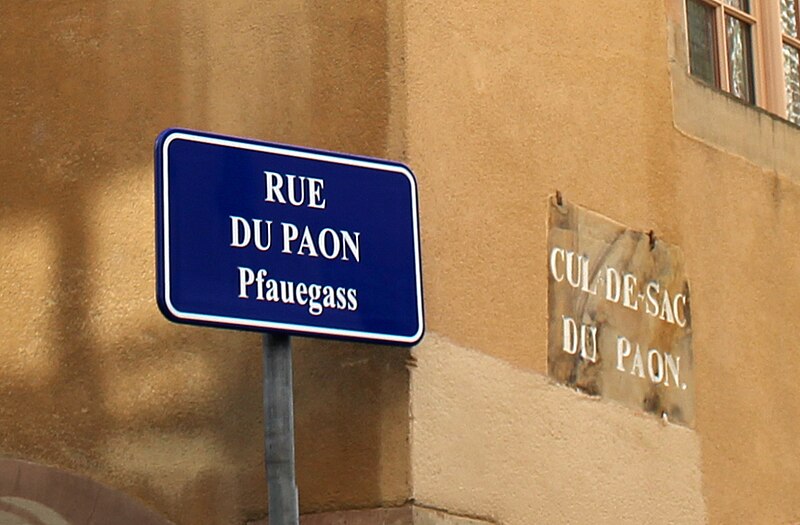 RUE
DU PAON
Pfauegass
CUL-DE-SAC
DU PAON.